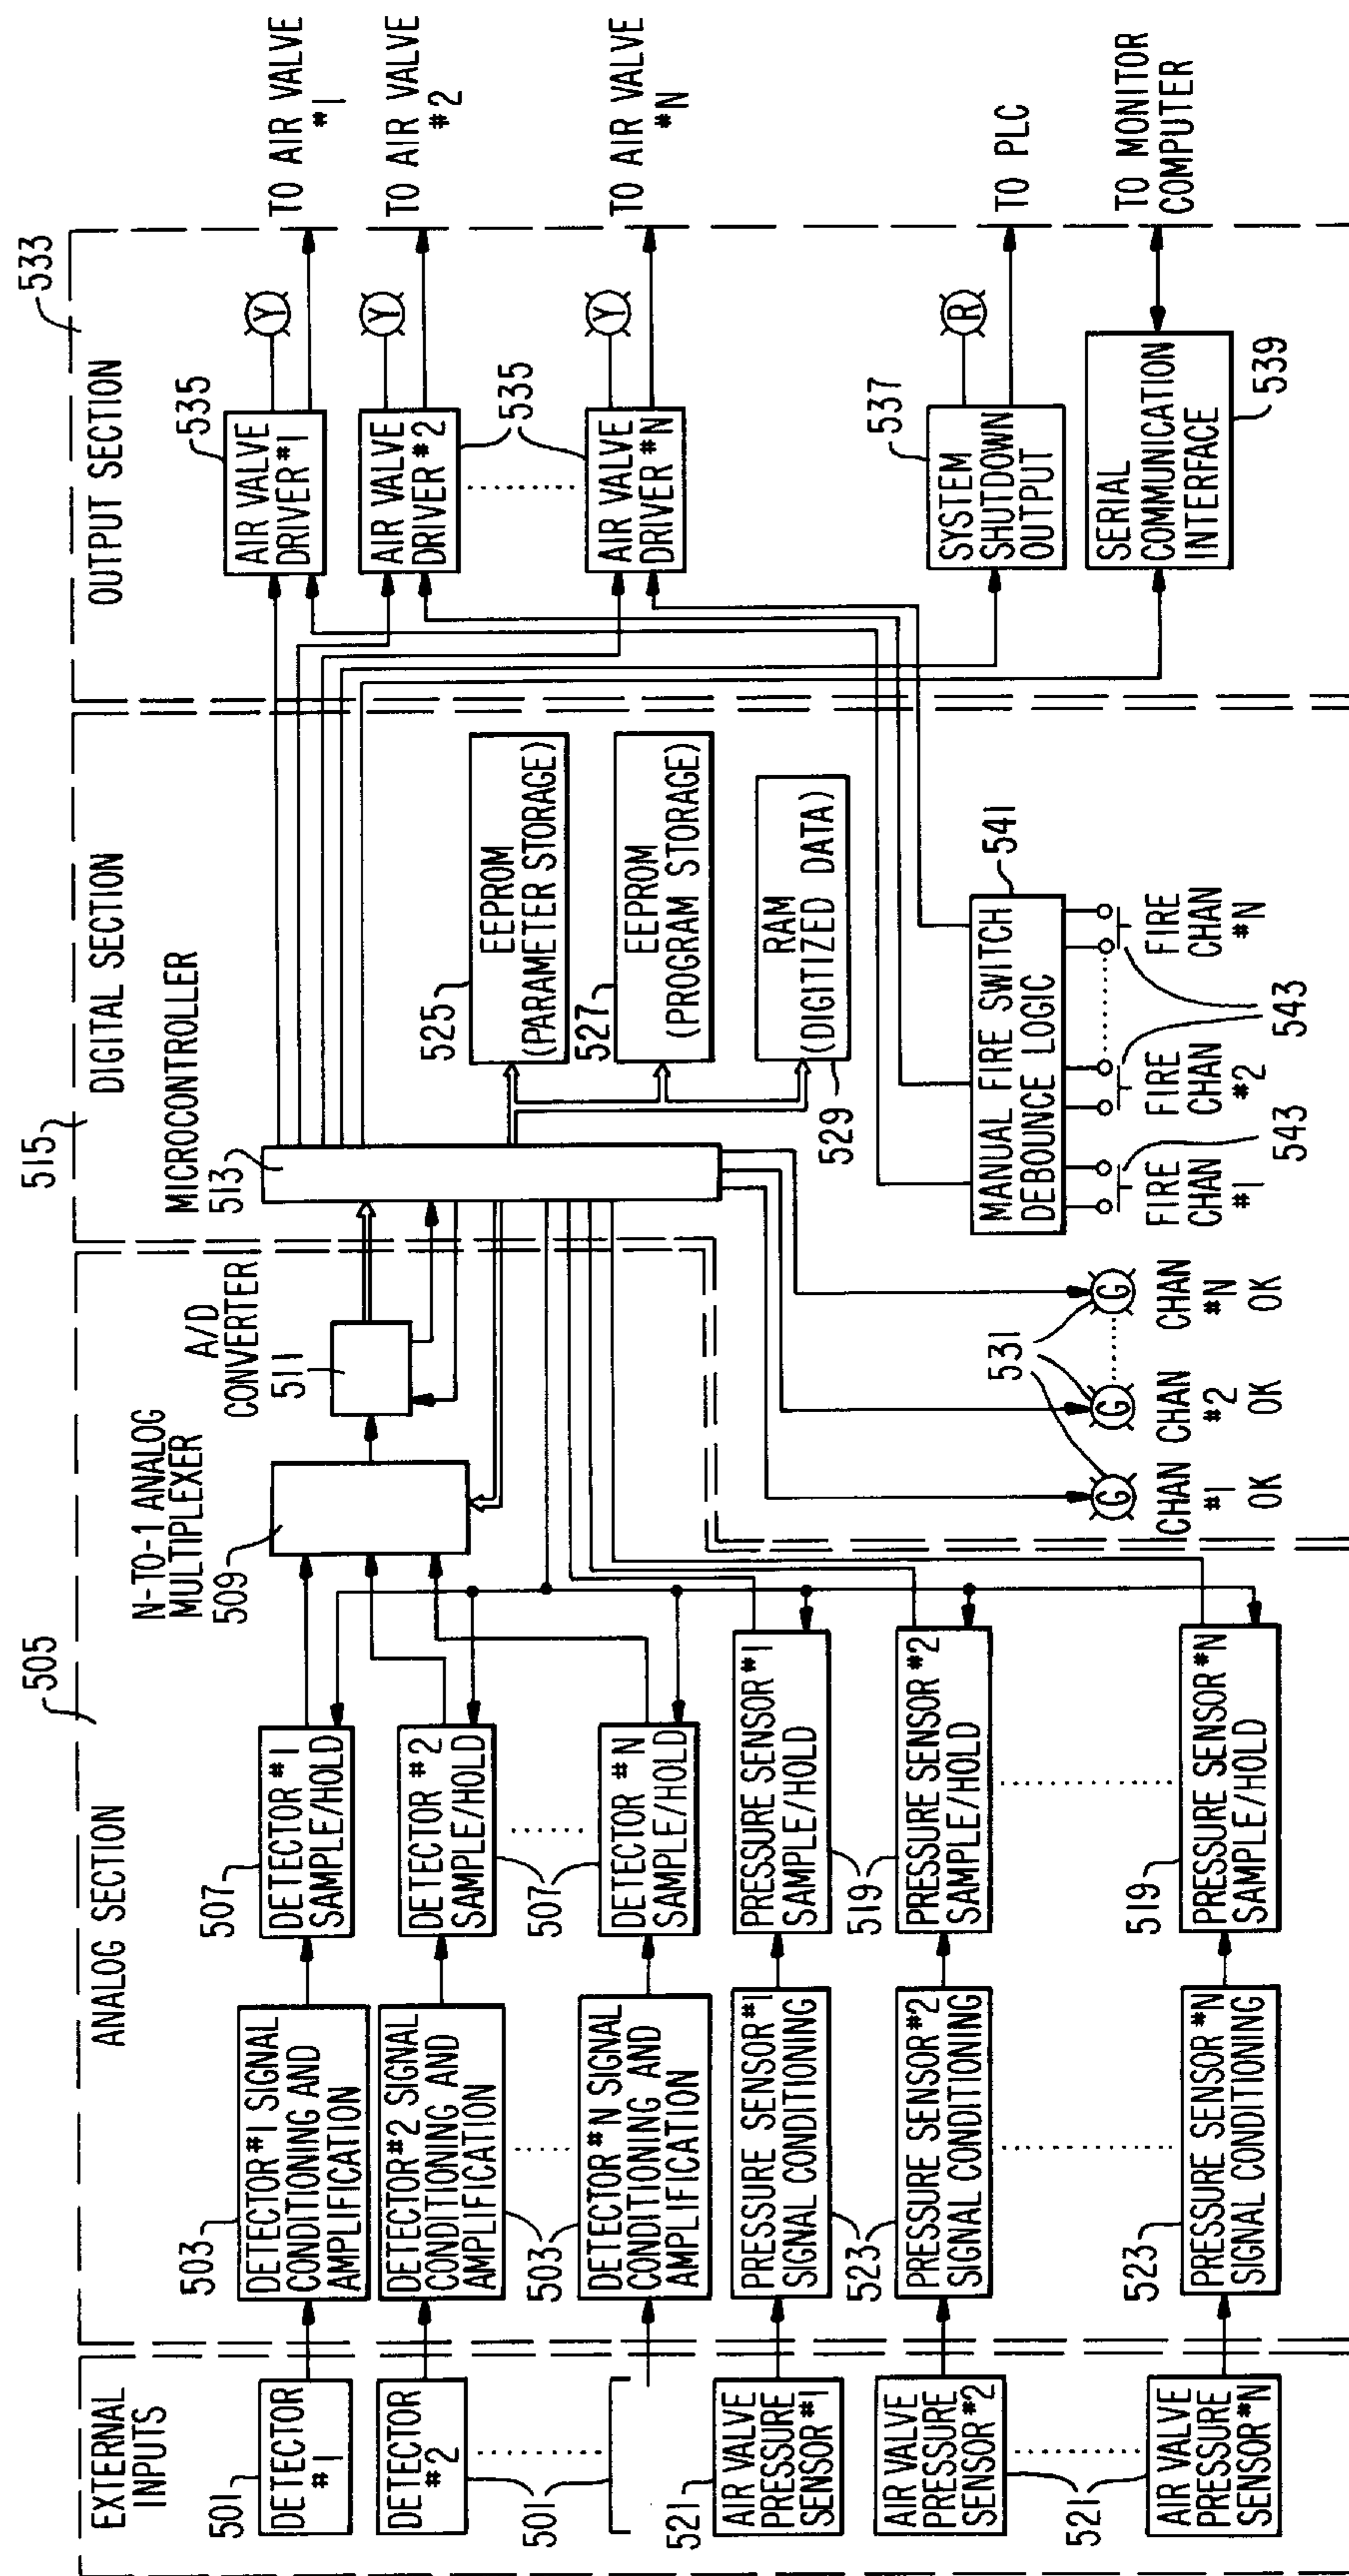 EXTERNAL
INPUTS
501
DETECTOR
#1
DETECTOR
#2
501
521
AIR VALVE
PRESSURE
SENSOR #1
AIR VALVE
PRESSURE
SENSOR #2
521
AIR VALVE
PRESSURE
SENSOR #N
505
ANALOG SECTION
503
DETECTOR #1 SIGNAL
CONDITIONING AND
AMPLIFICATION
DETECTOR #2 SIGNAL
CONDITIONING AND
AMPLIFICATION
503
DETECTOR #N SIGNAL
CONDITIONING AND
AMPLIFICATION
PRESSURE SENSOR #1
SIGNAL CONDITIONING
523
PRESSURE SENSOR #2
SIGNAL CONDITIONING
523
PRESSURE SENSOR #N
SIGNAL CONDITIONING
507
DETECTOR #1
SAMPLE/HOLD
DETECTOR #2
SAMPLE/HOLD
507
DETECTOR #N
SAMPLE/HOLD
PRESSURE SENSOR #1
SAMPLE/HOLD
519
PRESSURE SENSOR #2
SAMPLE/HOLD
519
PRESSURE SENSOR #N
SAMPLE/HOLD
N-TO-1 ANALOG
MULTIPLEXER
509
A/D
CONVERTER
511
515
DIGITAL SECTION
MICROCONTROLLER
513
525
EEPROM
(PARAMETER STORAGE)
527
EEPROM
(PROGRAM STORAGE)
RAM
(DIGITIZED DATA)
529
531
G
G
G
CHAN
#1
OK
CHAN
#2
OK
CHAN
#N
OK
MANUAL FIRE SWITCH
DEBOUNCE LOGIC
541
FIRE
CHAN
#1
FIRE
CHAN
#2
FIRE
CHAN
#N
543
543
533
OUTPUT SECTION
535
AIR VALVE
DRIVER #1
Y
TO AIR VALVE
#1
AIR VALVE
DRIVER #2
Y
TO AIR VALVE
#2
535
AIR VALVE
DRIVER #N
Y
TO AIR VALVE
#N
537
SYSTEM
SHUTDOWN
OUTPUT
R
TO PLC
SERIAL
COMMUNICATION
INTERFACE
539
TO MONITOR
COMPUTER